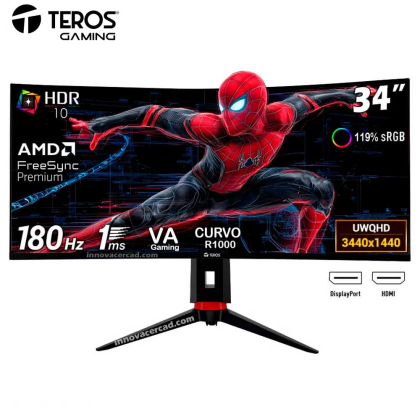 TEROS
GAMING
HDR
10
34”
119% sRGB
AMD
FreeSync
Premium
180Hz
1ms
VA
Gaming
CURVO
R1000
UWQHD
3440x1440
innovacercad.com
TEROS
DisplayPort
HDMI
innovacercad.com